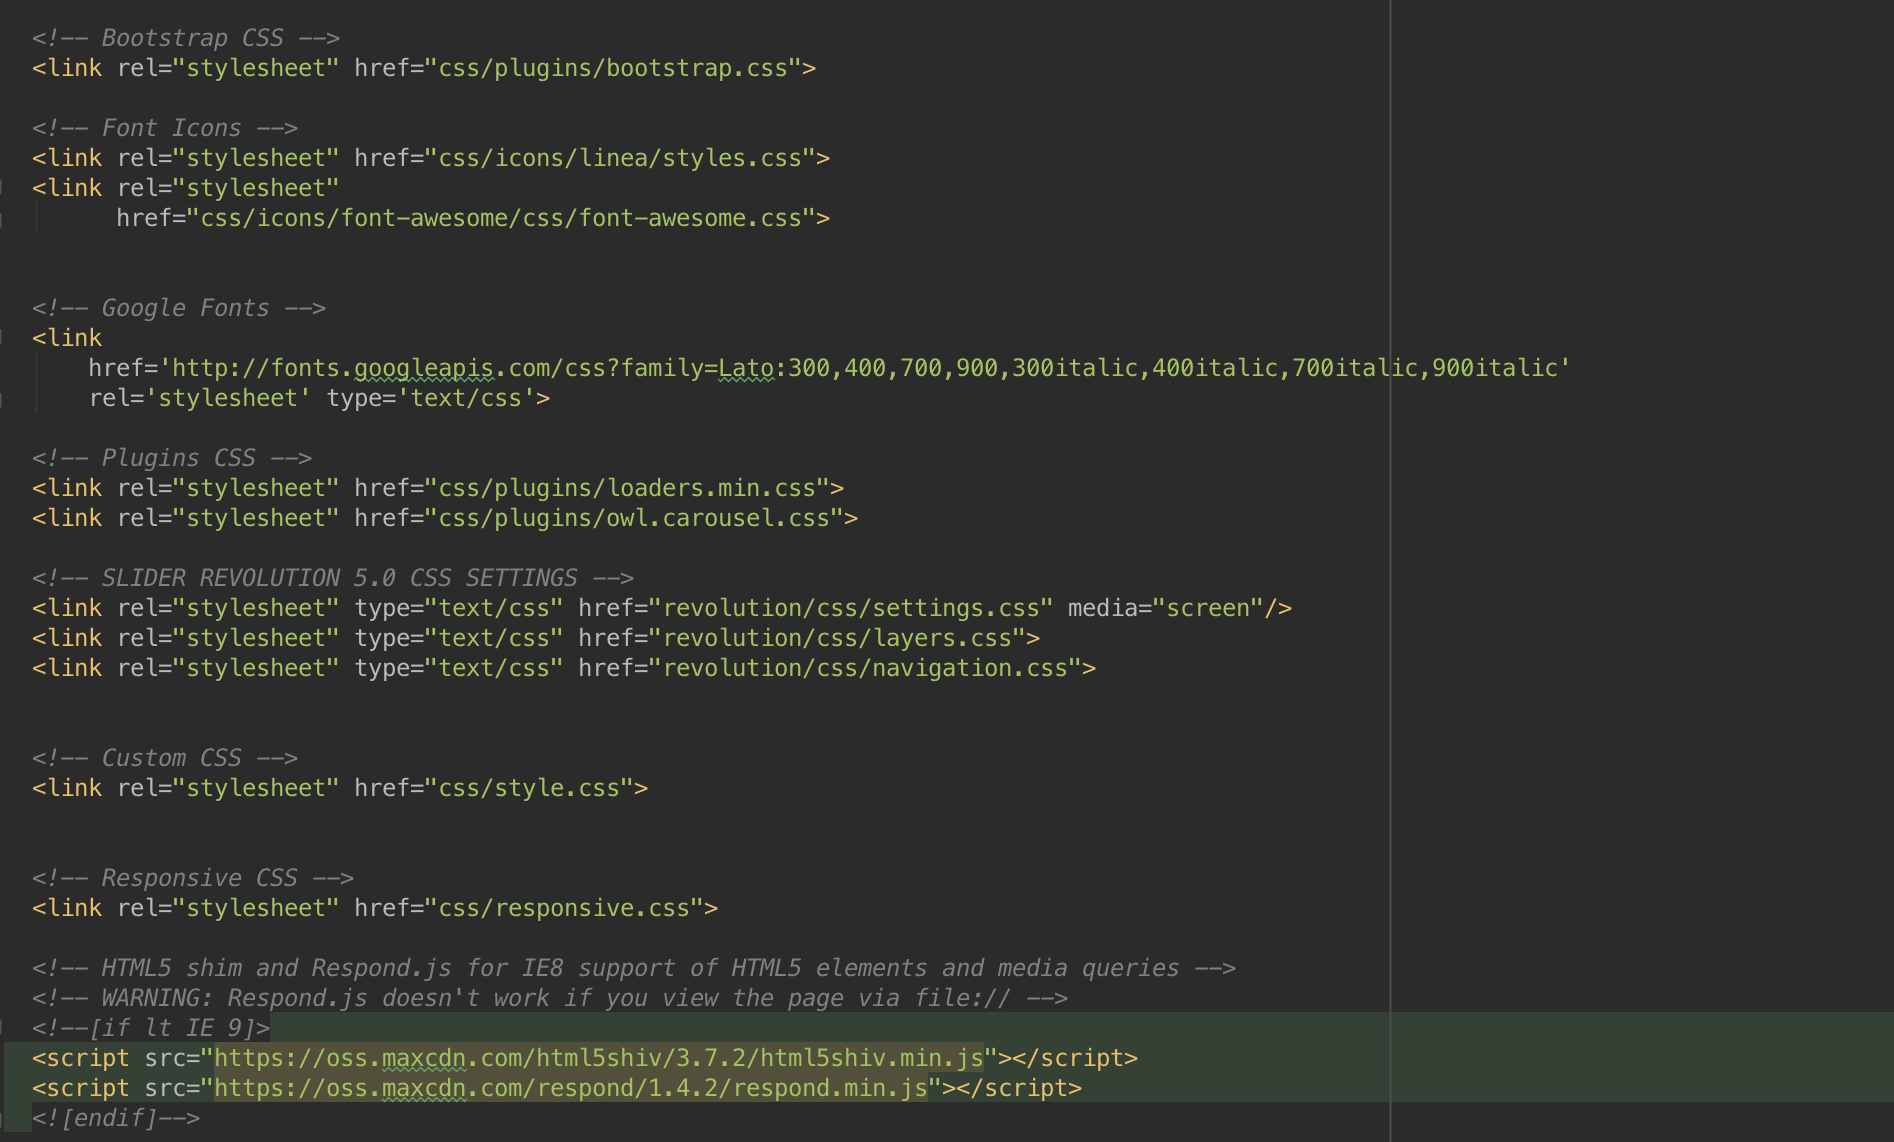 <!-- Bootstrap CSS -->
<link rel="stylesheet" href="css/plugins/bootstrap.css">
<!-- Font Icons -->
<link rel="stylesheet" href="css/icons/linea/styles.css">
<link rel="stylesheet"
href="css/icons/font-awesome/css/font-awesome.css">
<!-- Google Fonts -->
<link
href='http://fonts.googleapis.com/css?family=Lato:300,400,700,900,300italic,400italic,700italic,900italic'
rel='stylesheet' type='text/css'>
<!-- Plugins CSS -->
<link rel="stylesheet" href="css/plugins/loaders.min.css">
<link rel="stylesheet" href="css/plugins/owl.carousel.css">
<!-- SLIDER REVOLUTION 5.0 CSS SETTINGS -->
<link rel="stylesheet" type="text/css" href="revolution/css/settings.css" media="screen"/>
<link rel="stylesheet" type="text/css" href="revolution/css/layers.css">
<link rel="stylesheet" type="text/css" href="revolution/css/navigation.css">
<!-- Custom CSS -->
<link rel="stylesheet" href="css/style.css">
<!-- Responsive CSS -->
<link rel="stylesheet" href="css/responsive.css">
<!-- HTML5 shim and Respond.js for IE8 support of HTML5 elements and media queries -->
<!-- WARNING: Respond.js doesn't work if you view the page via file:// -->
<!--[if lt IE 9]>
<script src="https://oss.maxcdn.com/html5shiv/3.7.2/html5shiv.min.js"></script>
<script src="https://oss.maxcdn.com/respond/1.4.2/respond.min.js"></script>
<![endif]-->